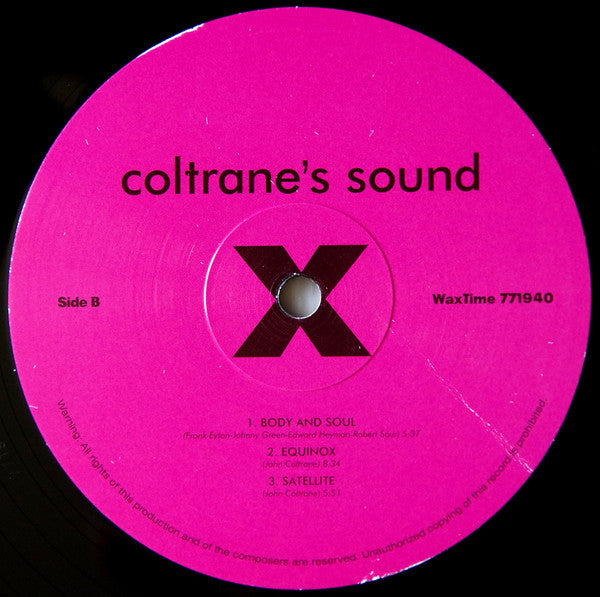 coltrane's sound
X
Side B
WaxTime 771940
1. BODY AND SOUL
(Frank Eyton-Johnny Green-Edward Heyman-Robert Sour) 5:37
2. EQUINOX
(John Coltrane) 8:34
3. SATELLITE
(John Coltrane) 5:51
Warning: All rights of this production and of the composers are reserved. Unauthorized copying of this record is prohibited.